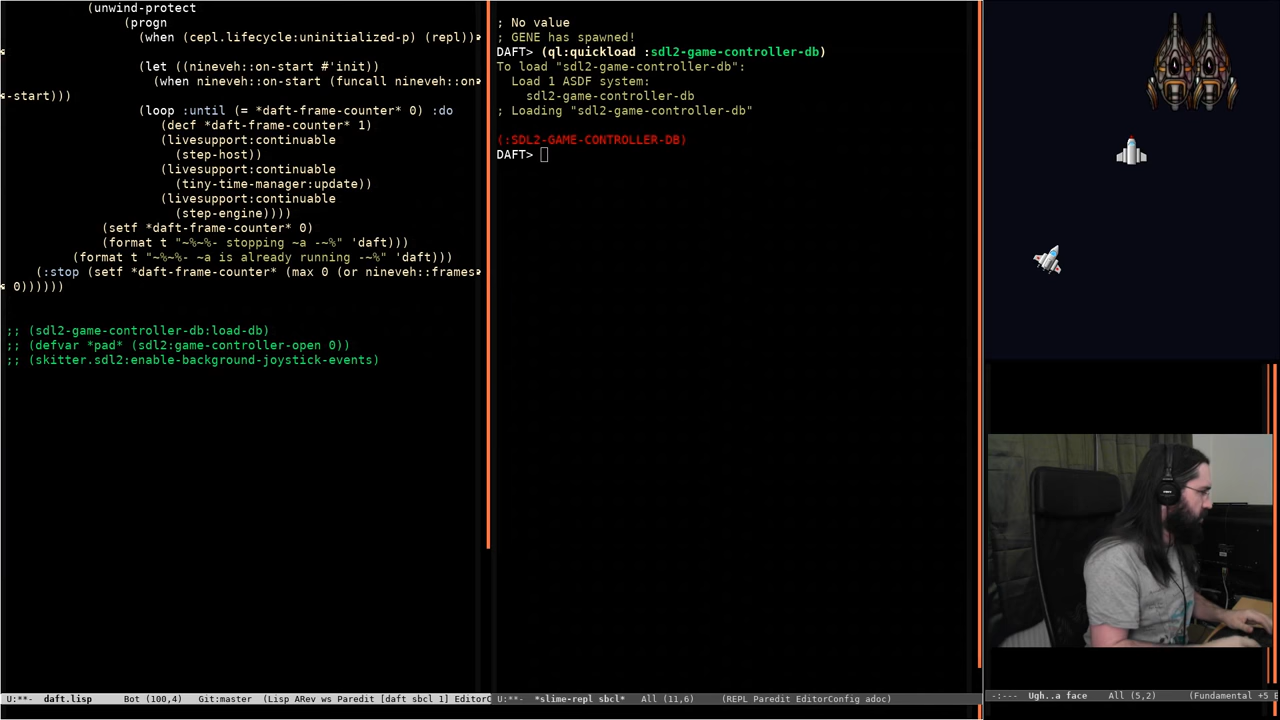 (unwind-protect
(progn
(when (cepl.lifecycle:uninitialized-p) (repl))
(let ((nineveh::on-start #'init))
(when nineveh::on-start (funcall nineveh::on
-start)))
(loop :until (= *daft-frame-counter* 0) :do
(decf *daft-frame-counter* 1)
(livesupport:continuable
(step-host))
(livesupport:continuable
(tiny-time-manager:update))
(livesupport:continuable
(step-engine))))
(setf *daft-frame-counter* 0)
(format t "~%~%- stopping ~a -~%" 'daft)))
(format t "~%~%- ~a is already running -~%" 'daft)))
(:stop (setf *daft-frame-counter* (max 0 (or nineveh::frames
0))))))
;; (sdl2-game-controller-db:load-db)
;; (defvar *pad* (sdl2:game-controller-open 0))
;; (skitter.sdl2:enable-background-joystick-events)
U:**-  daft.lisp      Bot (100,4)    Git:master  (Lisp ARev ws Paredit [daft sbcl 1] EditorC
; No value
; GENE has spawned!
DAFT> (ql:quickload :sdl2-game-controller-db)
To load "sdl2-game-controller-db":
Load 1 ASDF system:
sdl2-game-controller-db
; Loading "sdl2-game-controller-db"
(:SDL2-GAME-CONTROLLER-DB)
DAFT>
U:**-  *slime-repl sbcl*    All (11,6)     (REPL Paredit EditorConfig adoc)
-:---  Ugh..a face    All (5,2)      (Fundamental +5 E